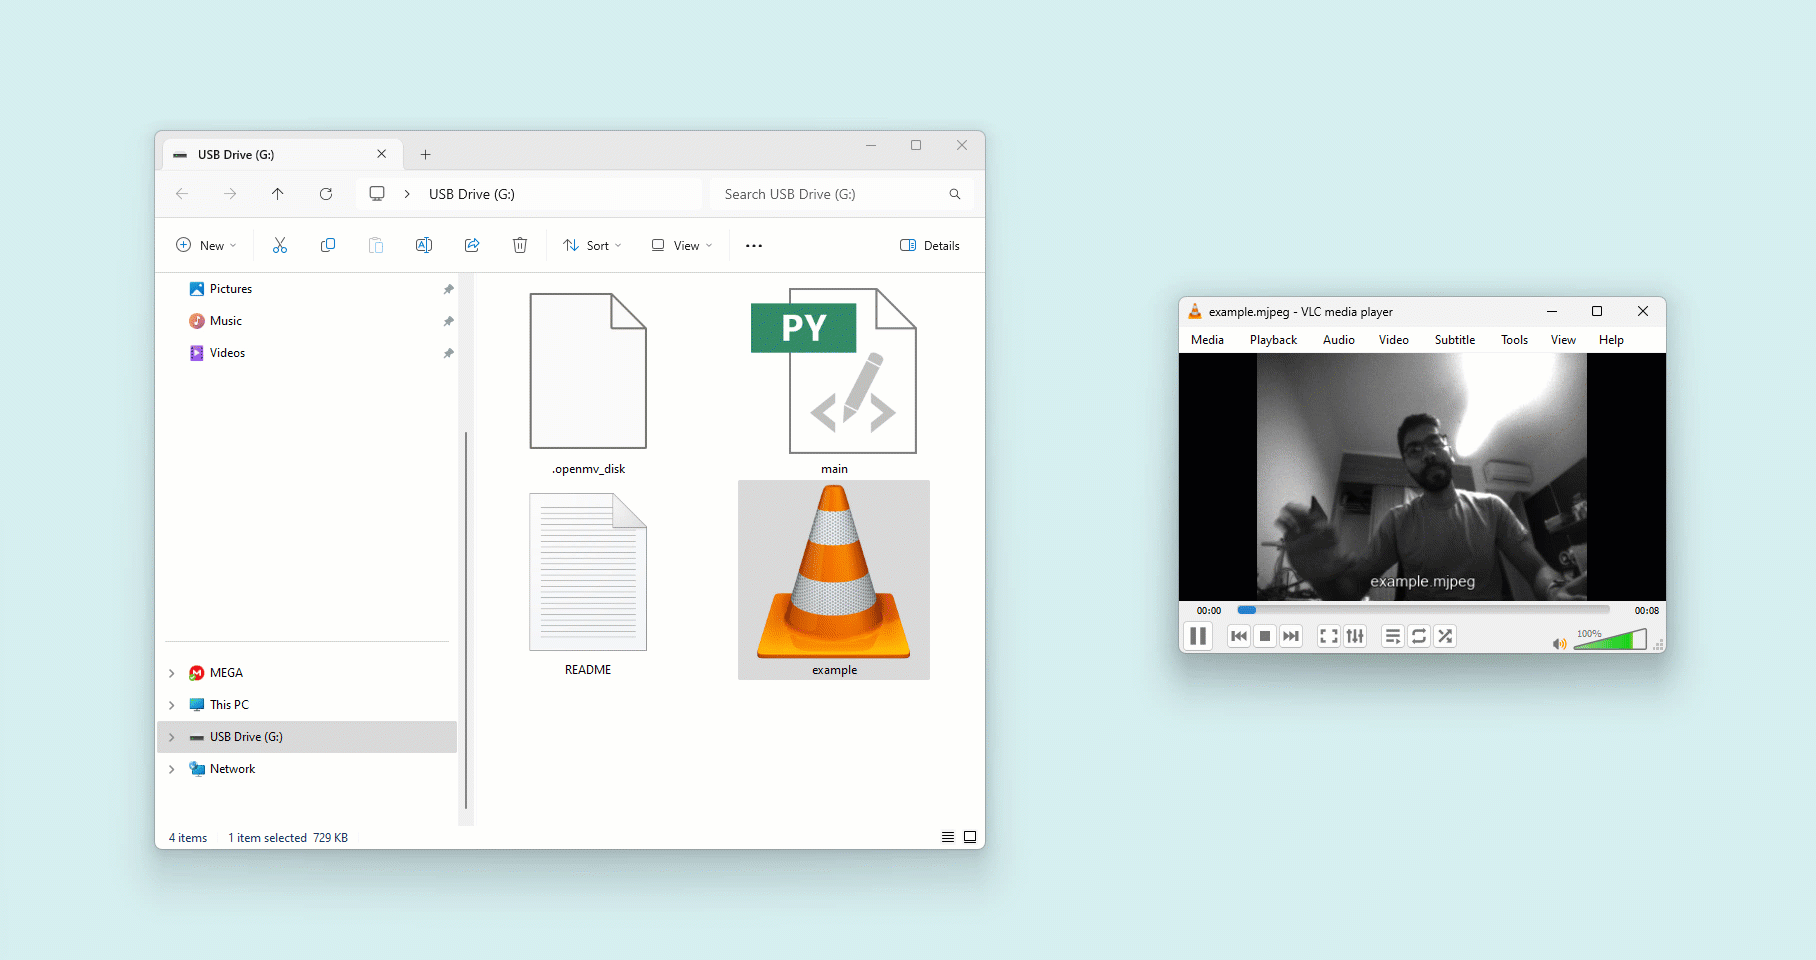 USB Drive (G:)
USB Drive (G:)
Search USB Drive (G:)
New
Sort
View
Details
Pictures
Music
Videos
MEGA
This PC
USB Drive (G:)
Network
.openmv_disk
PY
main
README
example
4 items
1 item selected 729 KB
example.mjpeg - VLC media player
Media Playback Audio Video Subtitle Tools View Help
example.mjpeg
00:00
00:08
100%